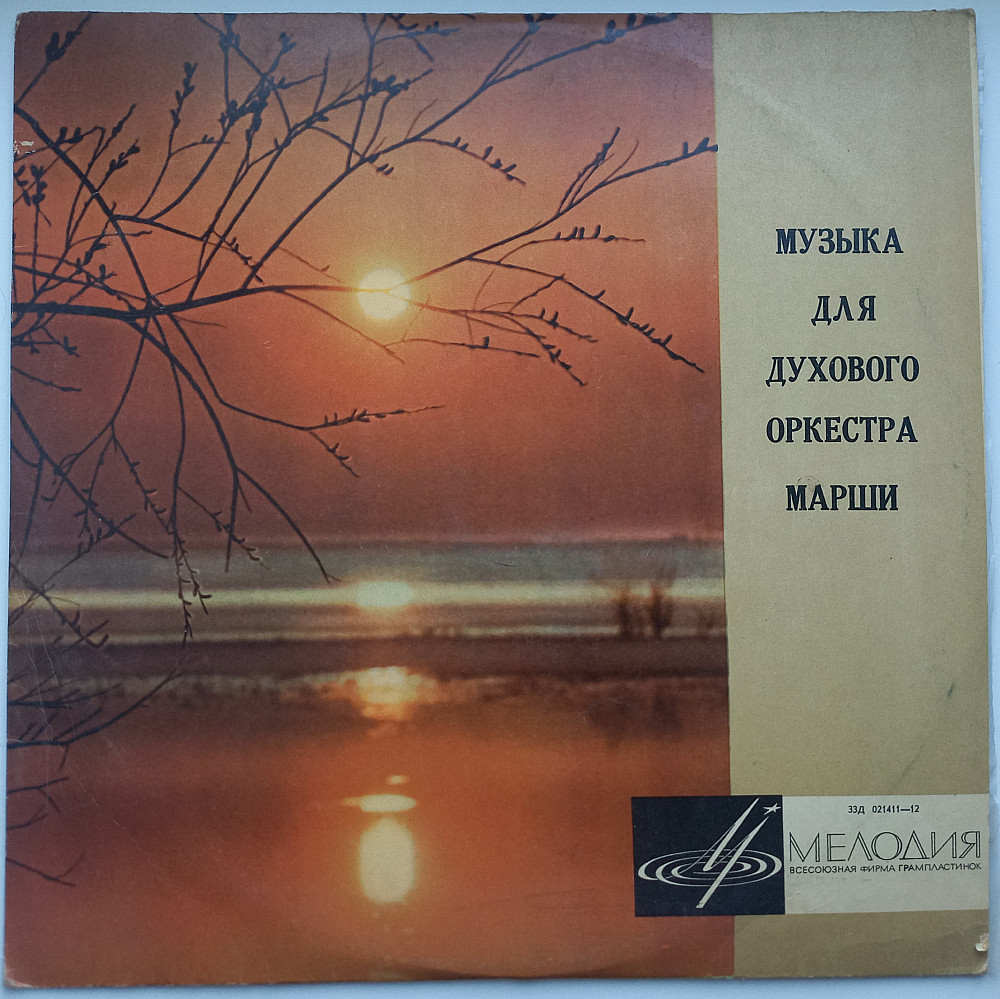 МУЗЫКА
ДЛЯ
ДУХОВОГО
ОРКЕСТРА
МАРШИ
33Д 021411—12
МЕЛОДИЯ
ВСЕСОЮЗНАЯ ФИРМА ГРАМПЛАСТИНОК